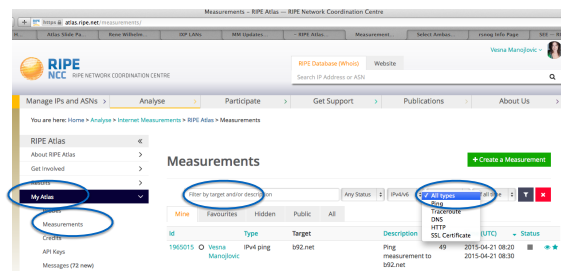 Measurements – RIPE Atlas — RIPE Network Coordination Centre
https atlas.ripe.net/measurements/
Atlas Slide Pa... Rene Wilhelm... IXP LANs MM Updates... – RIPE Atlas... Measurement... Select Ambas... rsnog Info Page SEE — RI
Vesna Manojlovic
RIPE
NCC RIPE NETWORK COORDINATION CENTRE
RIPE Database (Whois) Website
Search IP Address or ASN
Manage IPs and ASNs > Analyse > Participate > Get Support > Publications > About Us >
You are here: Home > Analyse > Internet Measurements > RIPE Atlas > Measurements
RIPE Atlas «
About RIPE Atlas >
Get Involved >
Results
My Atlas
Measurements
Credits
API Keys
Messages (72 new)
Measurements
+ Create a Measurement
Filter by target and/or description Any Status IPv4/v6 ✓ All types
Ping
Traceroute
DNS
HTTP
SSL Certificate
Mine Favourites Hidden Public All
Id Type Target Description (UTC) Status
1965015 Vesna Manojlovic IPv4 ping b92.net Ping measurement to b92.net 49 2015-04-21 08:20
2015-04-21 08:30